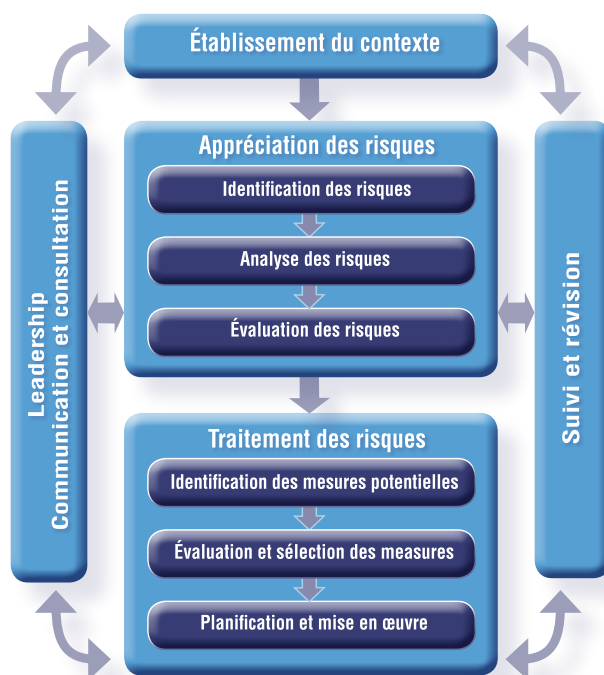 Établissement du contexte
Leadership
Communication et consultation
Appréciation des risques
Identification des risques
Analyse des risques
Évaluation des risques
Traitement des risques
Identification des mesures potentielles
Évaluation et sélection des measures
Planification et mise en œuvre
Suivi et révision